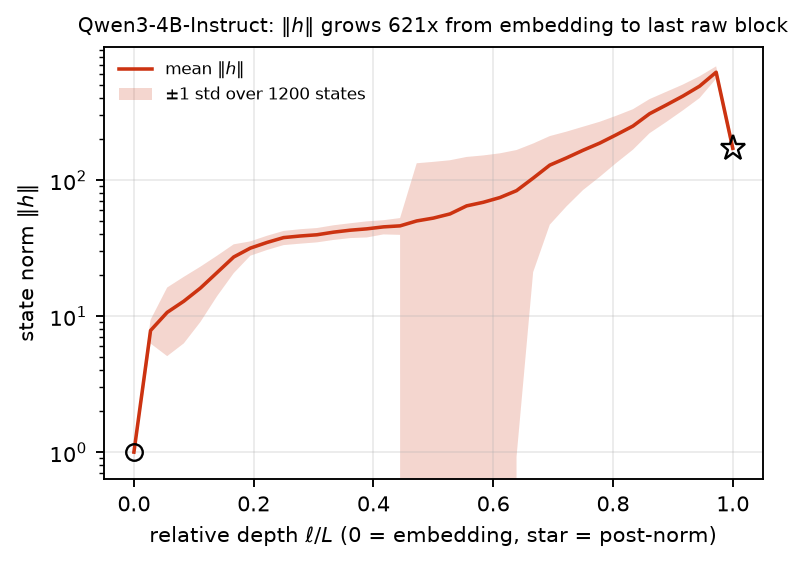 Qwen3-4B-Instruct: ‖h‖ grows 621x from embedding to last raw block
mean ‖h‖
±1 std over 1200 states
state norm ‖h‖
10²
10¹
10⁰
0.0 0.2 0.4 0.6 0.8 1.0
relative depth ℓ/L (0 = embedding, star = post-norm)